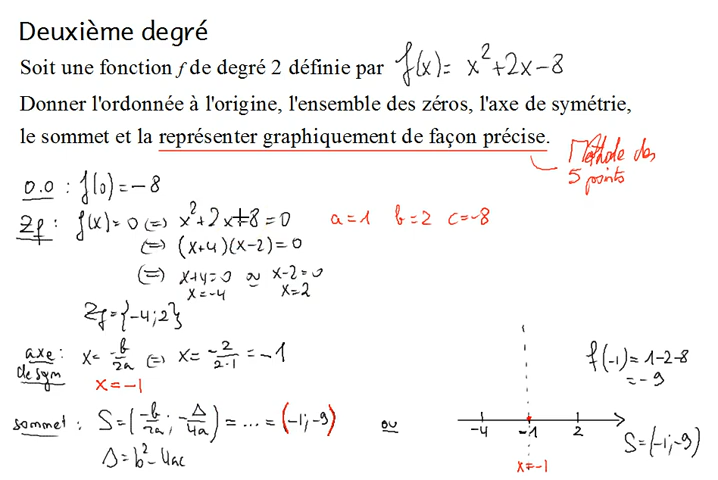 Deuxième degré
Soit une fonction f de degré 2 définie par f(x) = x²+2x-8
Donner l'ordonnée à l'origine, l'ensemble des zéros, l'axe de symétrie,
le sommet et la représenter graphiquement de façon précise.
Méthode des
5 points
o.o : f(0) = -8
Zf : f(x)=0 (=) x²+2x-8=0 a=1 b=2 c=-8
(=) (x+4)(x-2)=0
(=) x+4=0 ou x-2=0
x=-4 x=2
Zf={-4;2}
axe : x = -b/2a (=) x = -2/2·1 = -1
de sym x=-1
f(-1) = 1-2-8
= -9
sommet : S = (-b/2a ; -Δ/4a) = ... = (-1;-9) ou
Δ = b²-4ac
-4 -1 2
x=-1
S=(-1;-9)